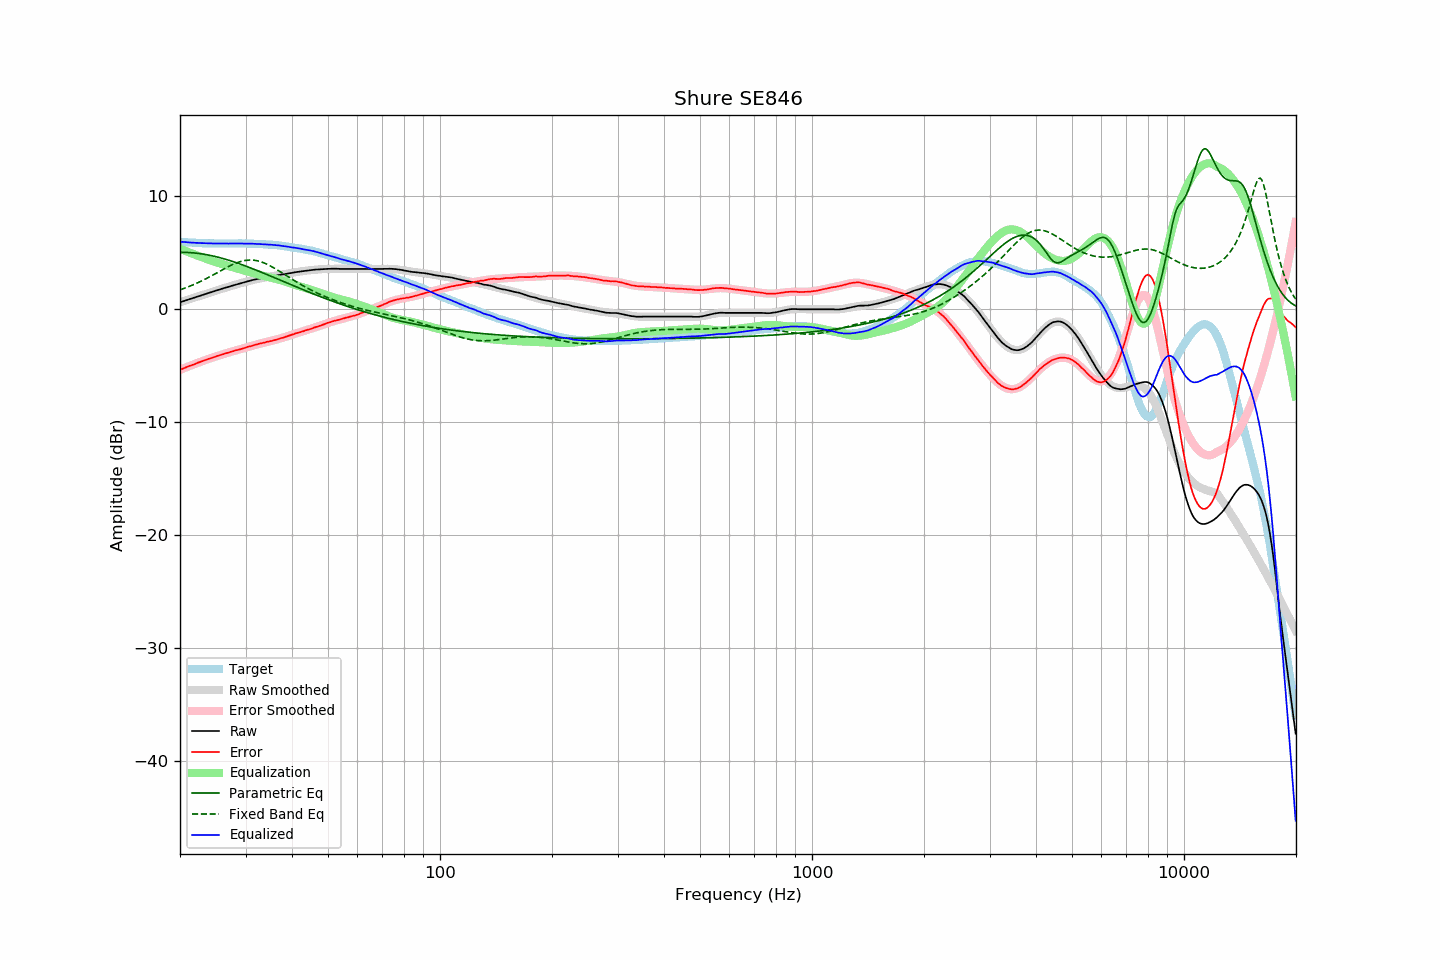 Shure SE846
10
0
−10
−20
−30
−40
Amplitude (dBr)
Target
Raw Smoothed
Error Smoothed
Raw
Error
Equalization
Parametric Eq
Fixed Band Eq
Equalized
100
1000
10000
Frequency (Hz)